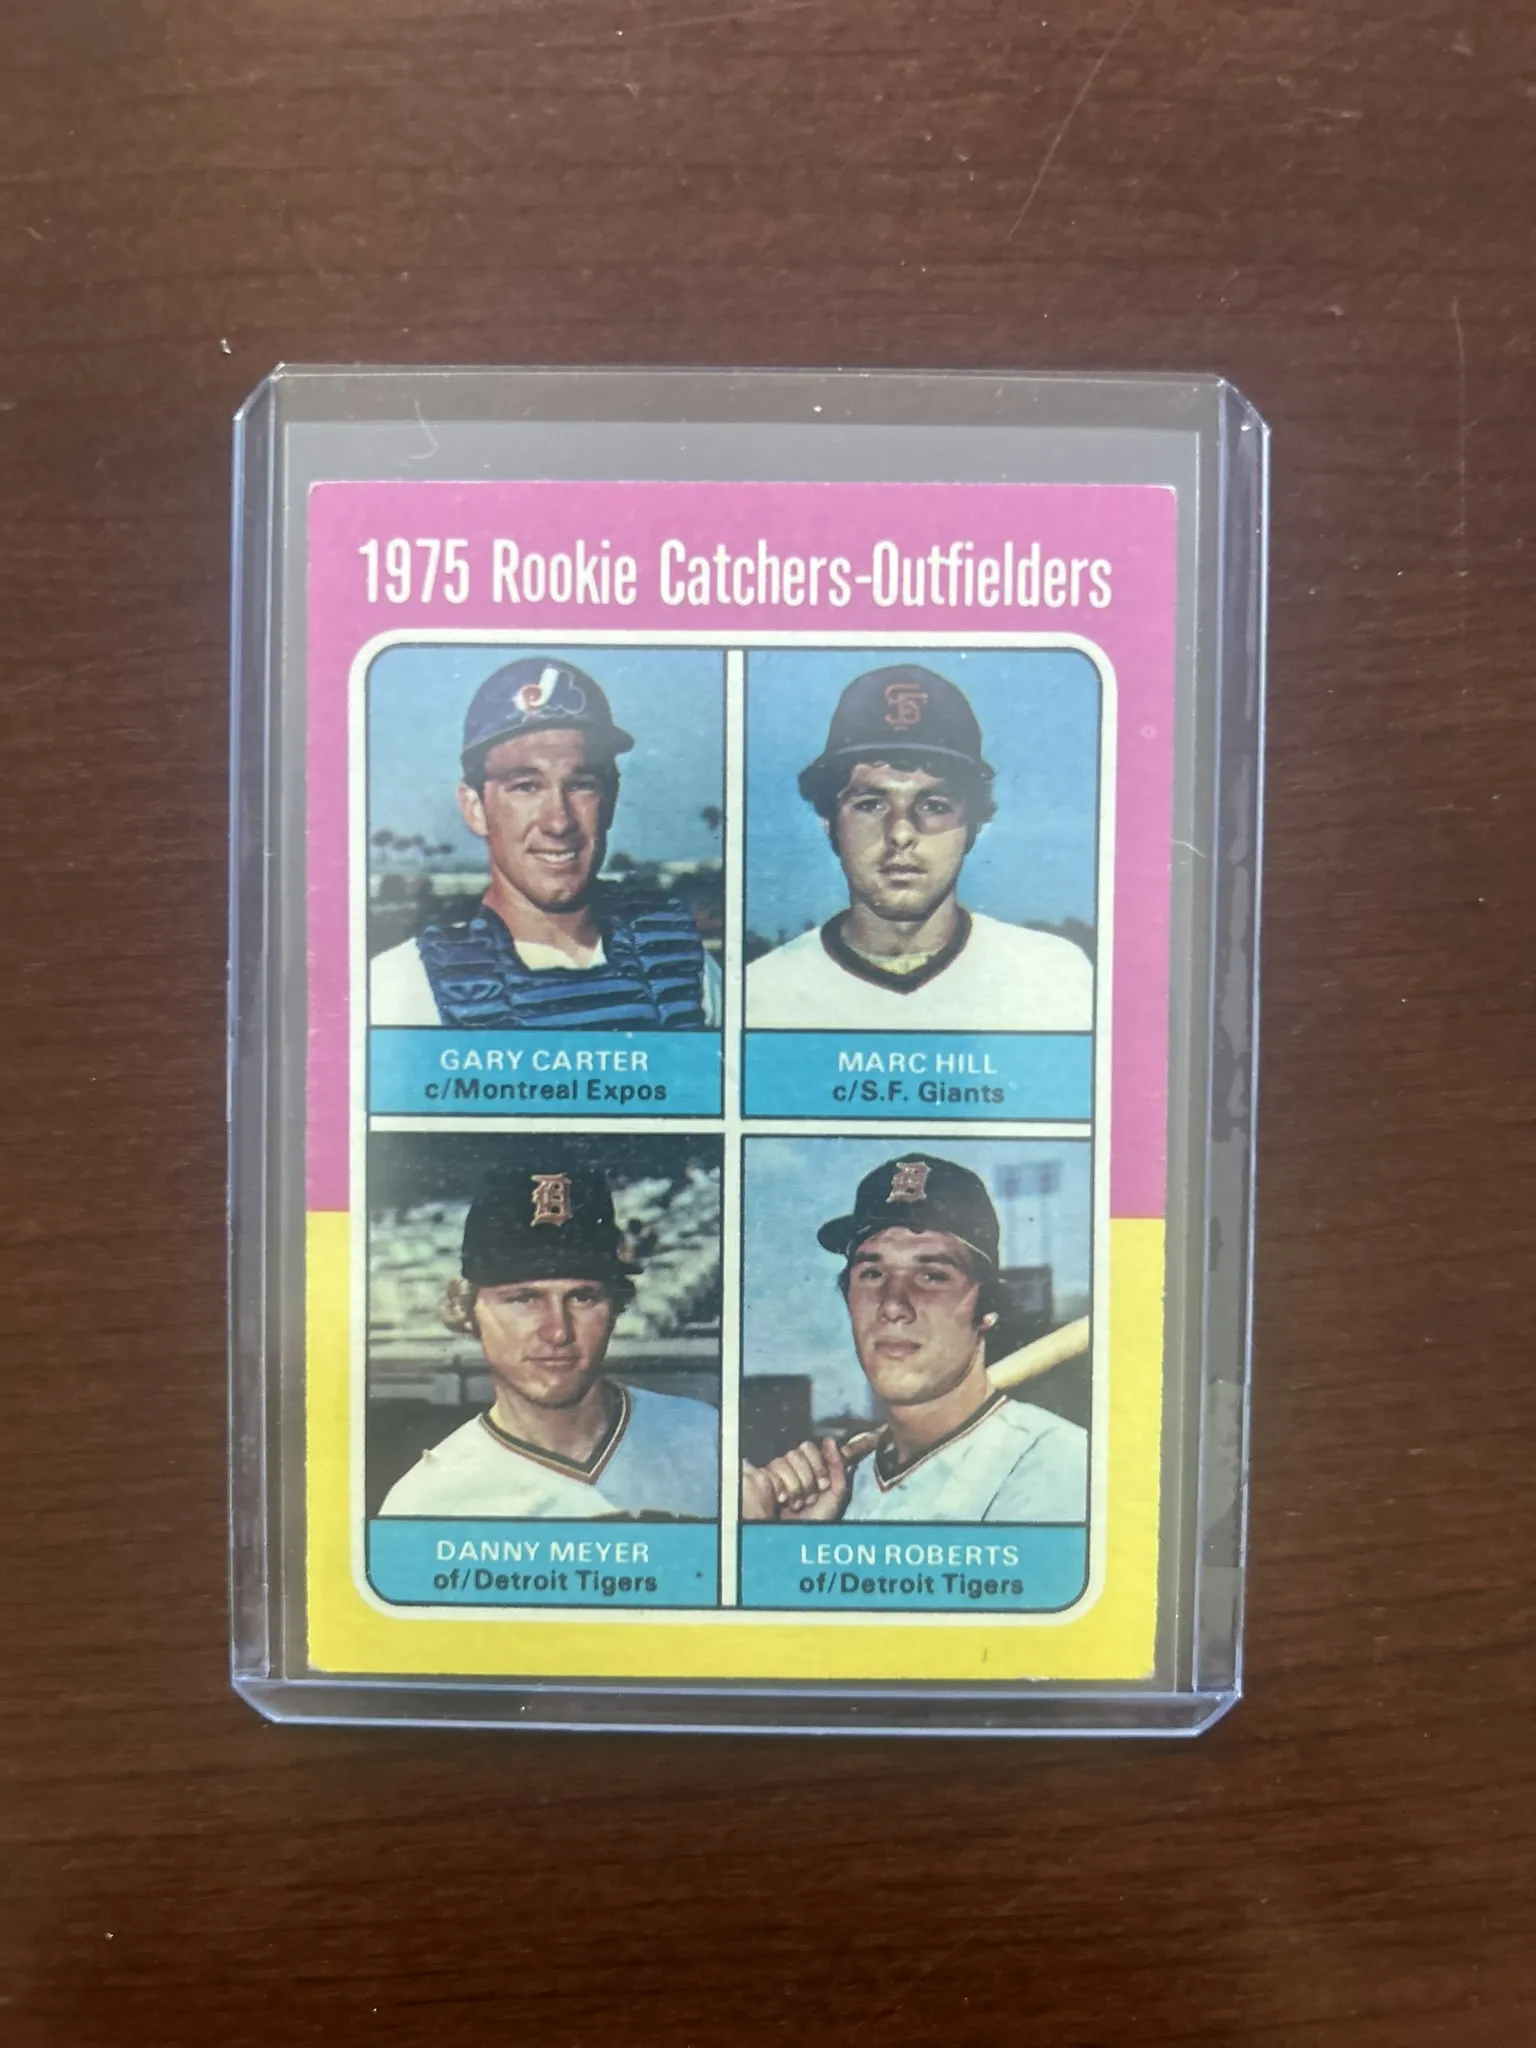 1975 Rookie Catchers-Outfielders
GARY CARTER
c/Montreal Expos
MARC HILL
c/S.F. Giants
DANNY MEYER
of/Detroit Tigers
LEON ROBERTS
of/Detroit Tigers